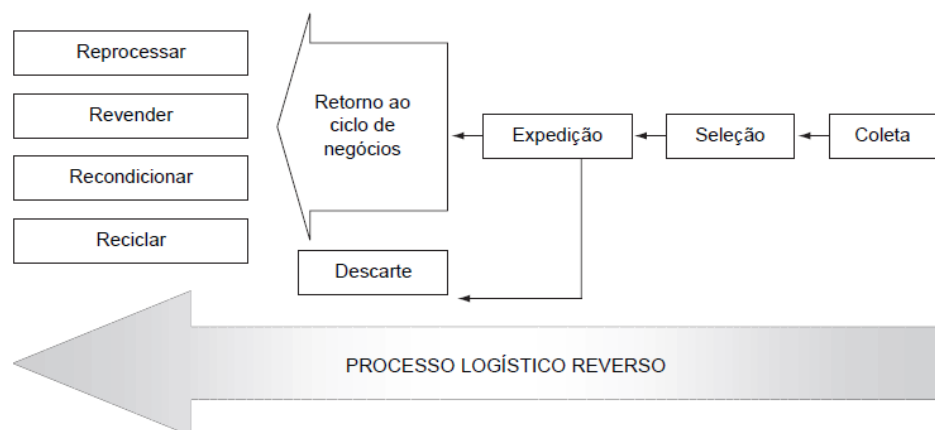 Reprocessar
Revender
Recondicionar
Reciclar
Retorno ao
ciclo de
negócios
Expedição
Seleção
Coleta
Descarte
PROCESSO LOGÍSTICO REVERSO